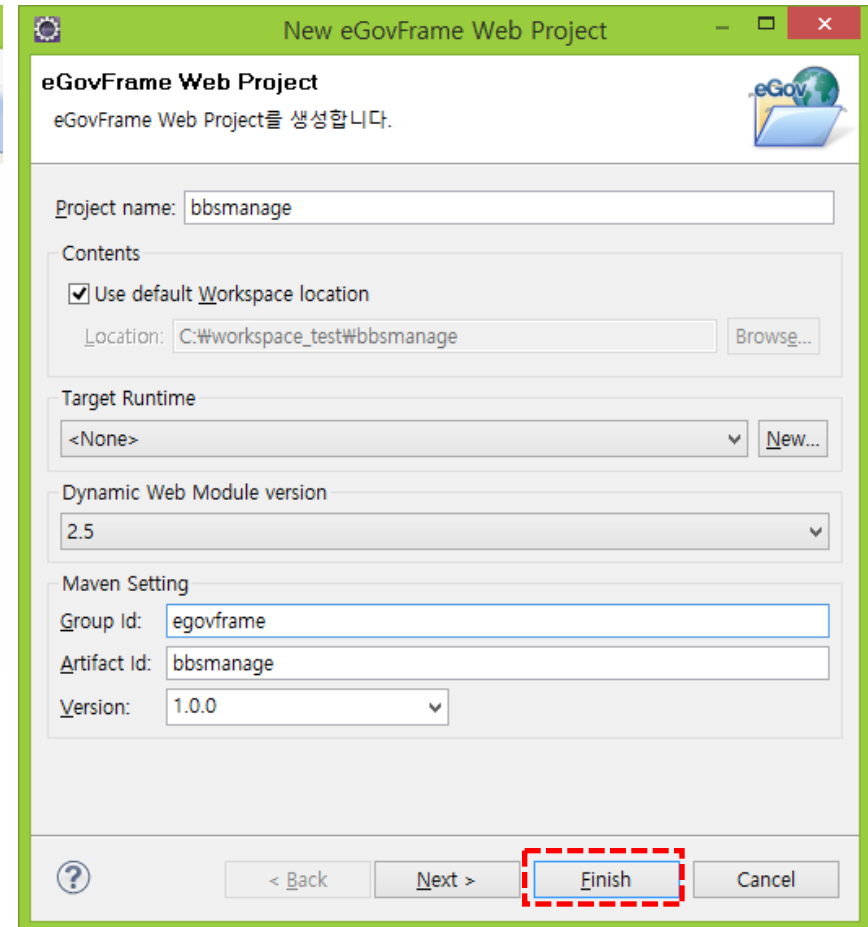 New eGovFrame Web Project
eGovFrame Web Project
eGovFrame Web Project를 생성합니다.
eGov
Project name: bbsmanage
Contents
Use default Workspace location
Location: C:₩workspace_test₩bbsmanage Browse...
Target Runtime
<None> New...
Dynamic Web Module version
2.5
Maven Setting
Group Id: egovframe
Artifact Id: bbsmanage
Version: 1.0.0
? < Back Next > Finish Cancel